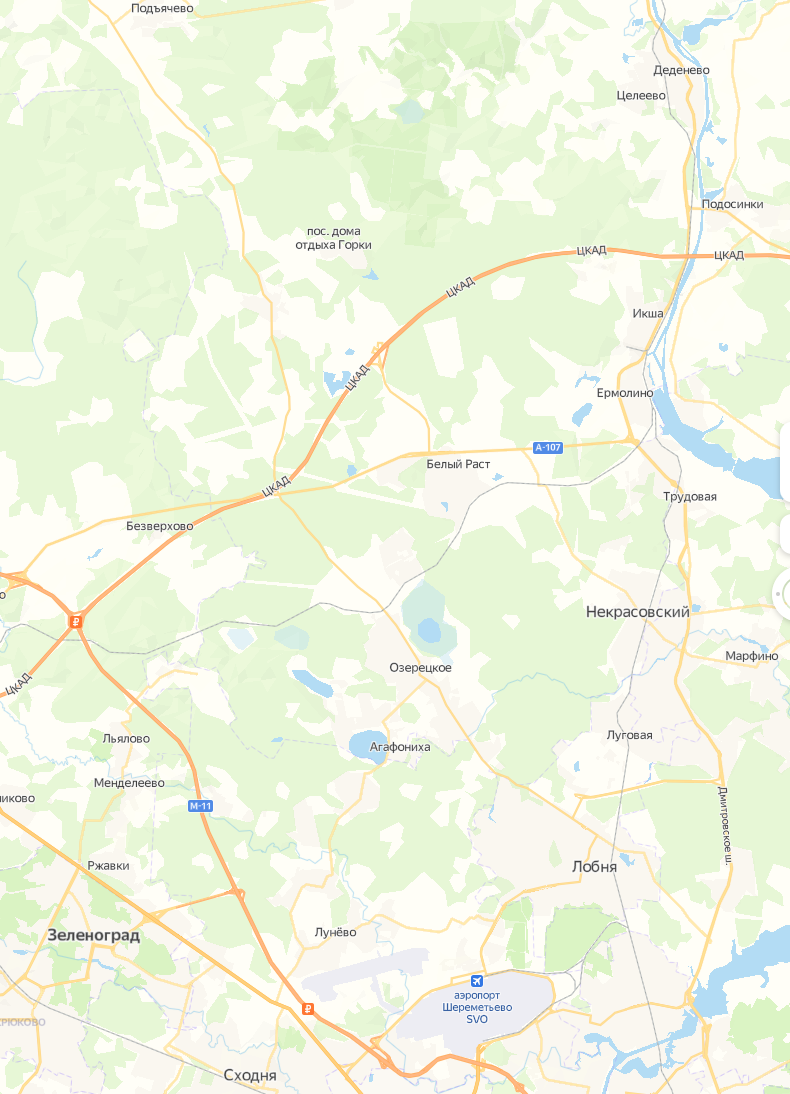 Подъячево
Деденево
Целеево
Подосинки
пос. дома
отдыха Горки
ЦКАД
ЦКАД
ЦКАД
Икша
ЦКАД
Ермолино
А-107
Белый Раст
ЦКАД
Трудовая
Безверхово
о
₽
Некрасовский
Марфино
Озерецкое
ЦКАД
Льялово
Агафониха
Луговая
Менделеево
иково
М-11
Дмитровское ш.
Ржавки
Лобня
Зеленоград
Лунёво
аэропорт
Шереметьево
SVO
₽
КРЮКОВО
Сходня